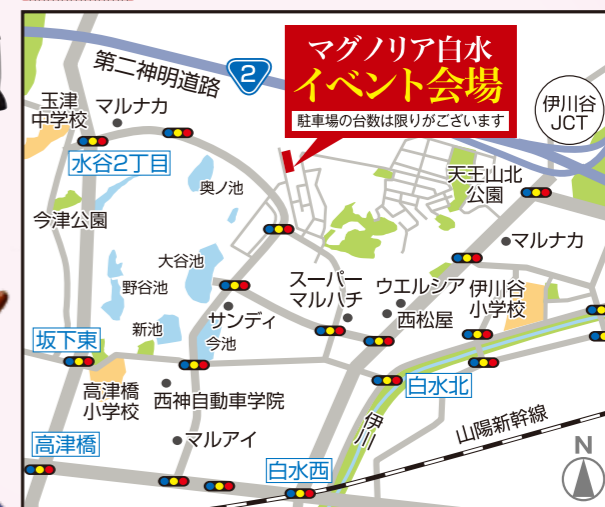 マグノリア白水
イベント会場
駐車場の台数は限りがございます
第二神明道路
2
伊川谷
JCT
玉津
中学校
マルナカ
水谷2丁目
奥ノ池
天王山北
公園
今津公園
マルナカ
大谷池
野谷池
スーパー
マルハチ
ウエルシア
西松屋
伊川谷
小学校
サンディ
新池
今池
坂下東
高津橋
小学校
西神自動車学院
白水北
伊川
山陽新幹線
マルアイ
高津橋
白水西
N